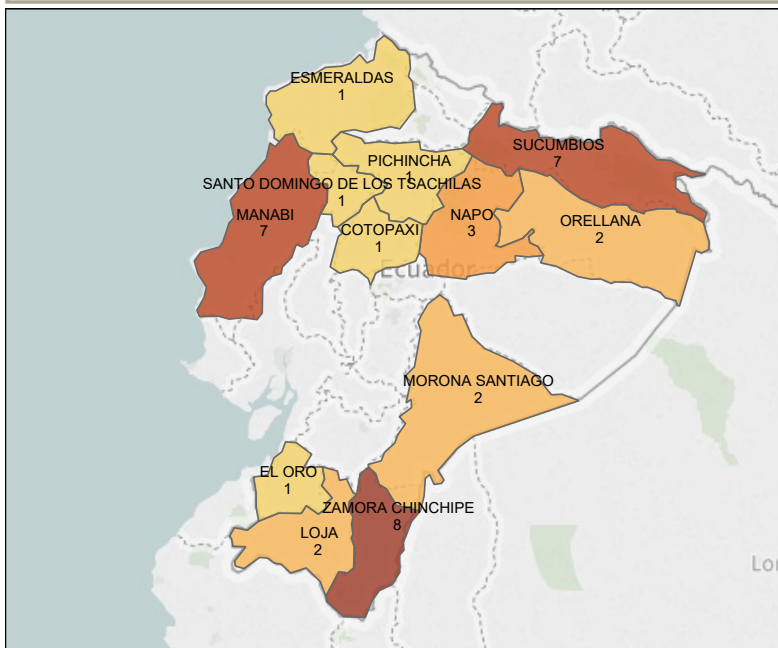 ESMERALDAS
1
SUCUMBIOS
7
PICHINCHA
1
SANTO DOMINGO DE LOS TSACHILAS
1
MANABI
7
NAPO
3
ORELLANA
2
COTOPAXI
1
Ecuador
MORONA SANTIAGO
2
EL ORO
1
ZAMORA CHINCHIPE
8
LOJA
2
Lor